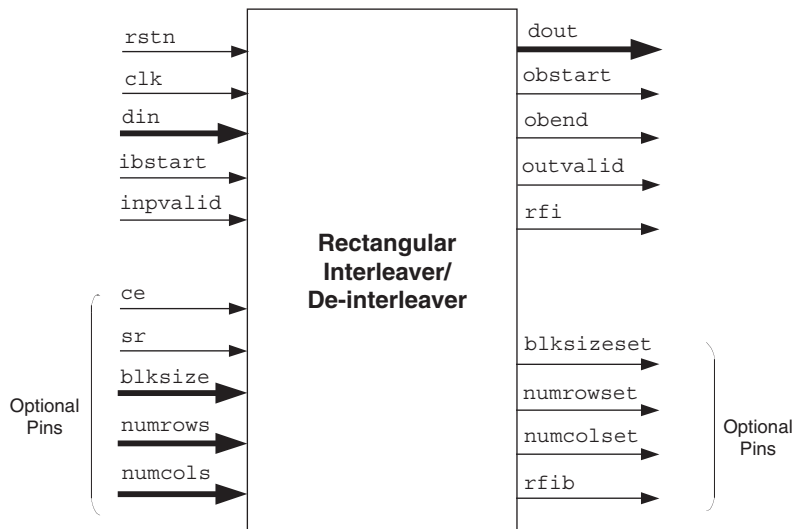 rstn
clk
din
ibstart
inpvalid
ce
sr
blksize
numrows
numcols
Optional
Pins
Rectangular
Interleaver/
De-interleaver
dout
obstart
obend
outvalid
rfi
blksizeset
numrowset
numcolset
rfib
Optional
Pins